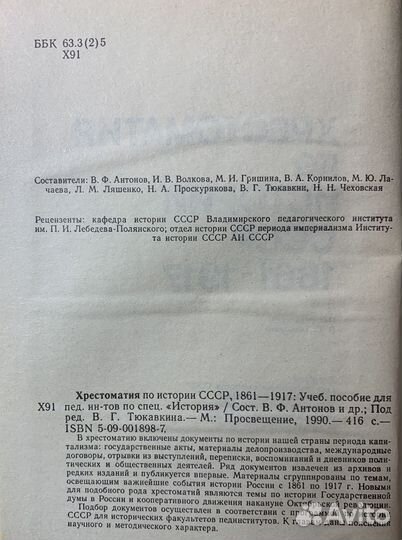 ББК 63.3(2)5
Х91
Составители: В. Ф. Антонов, И. В. Волкова, М. И. Гришина, В. А. Корнилов, М. Ю. Ла-
чаева, Л. М. Ляшенко, Н. А. Проскурякова, В. Г. Тюкавкин, Н. Н. Чеховская
Рецензенты: кафедра истории СССР Владимирского педагогического института
им. П. И. Лебедева-Полянского; отдел истории СССР периода империализма Институ-
та истории СССР АН СССР
Хрестоматия по истории СССР, 1861—1917: Учеб. пособие для
Х91 пед. ин-тов по спец. «История» / Сост. В. Ф. Антонов и др.; Под
ред. В. Г. Тюкавкина.— М.: Просвещение, 1990.— 416 с.—
ISBN 5-09-001898-7.
В хрестоматию включены документы по истории нашей страны периода капи-
тализма: государственные акты, материалы делопроизводства, международные
договоры, отрывки из выступлений, переписки, воспоминаний и дневников поли-
тических и общественных деятелей. Ряд документов извлечен из архивов и
редких изданий и публикуется впервые. Материалы сгруппированы по темам,
освещающим важнейшие события истории России с 1861 по 1917 г. Новыми
для подобного рода хрестоматий являются темы по истории Государственной
думы в России и кооперативного движения накануне Октябрьской
Подбор документов осуществлен в соответствии с
СССР для исторических факультетов пединститутов. К даны пояснения
научного и методического характера.
Avito